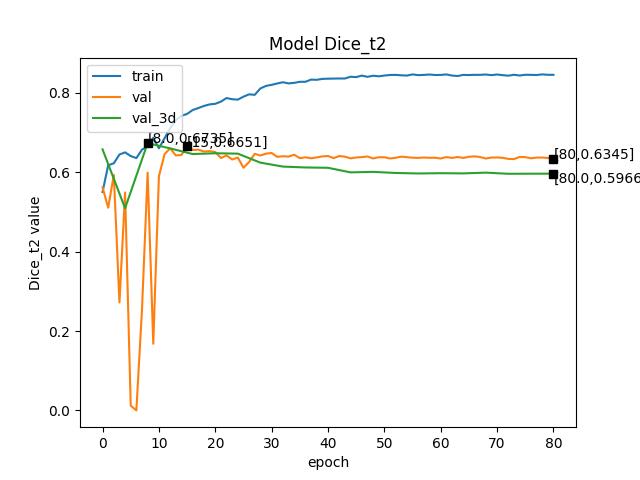 Model Dice_t2
train
val
val_3d
[8.0,0.6735]
[15,0.6651]
[80,0.6345]
[80.0,0.5966
Dice_t2 value
0.8
0.6
0.4
0.2
0.0
0 10 20 30 40 50 60 70 80
epoch